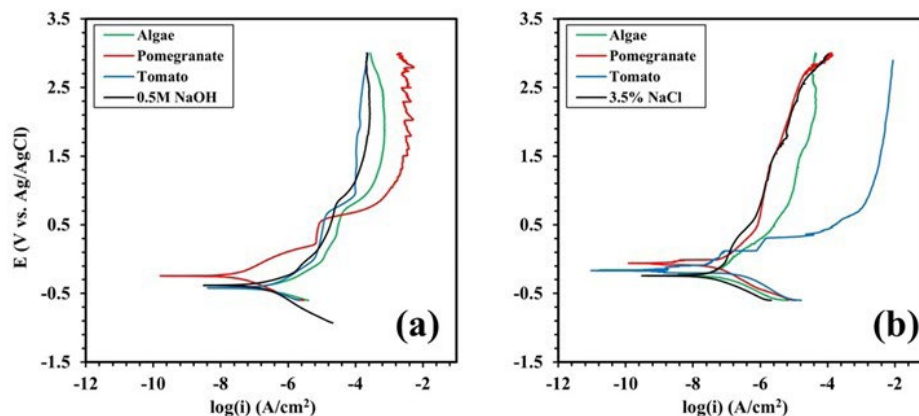 3.5
2.5
1.5
0.5
-0.5
-1.5
E (V vs. Ag/AgCl)
Algae
Pomegranate
Tomato
0.5M NaOH
(a)
-12 -10 -8 -6 -4 -2
log(i) (A/cm²)
3.5
2.5
1.5
0.5
-0.5
-1.5
Algae
Pomegranate
Tomato
3.5% NaCl
(b)
-12 -10 -8 -6 -4 -2 0
log(i) (A/cm²)